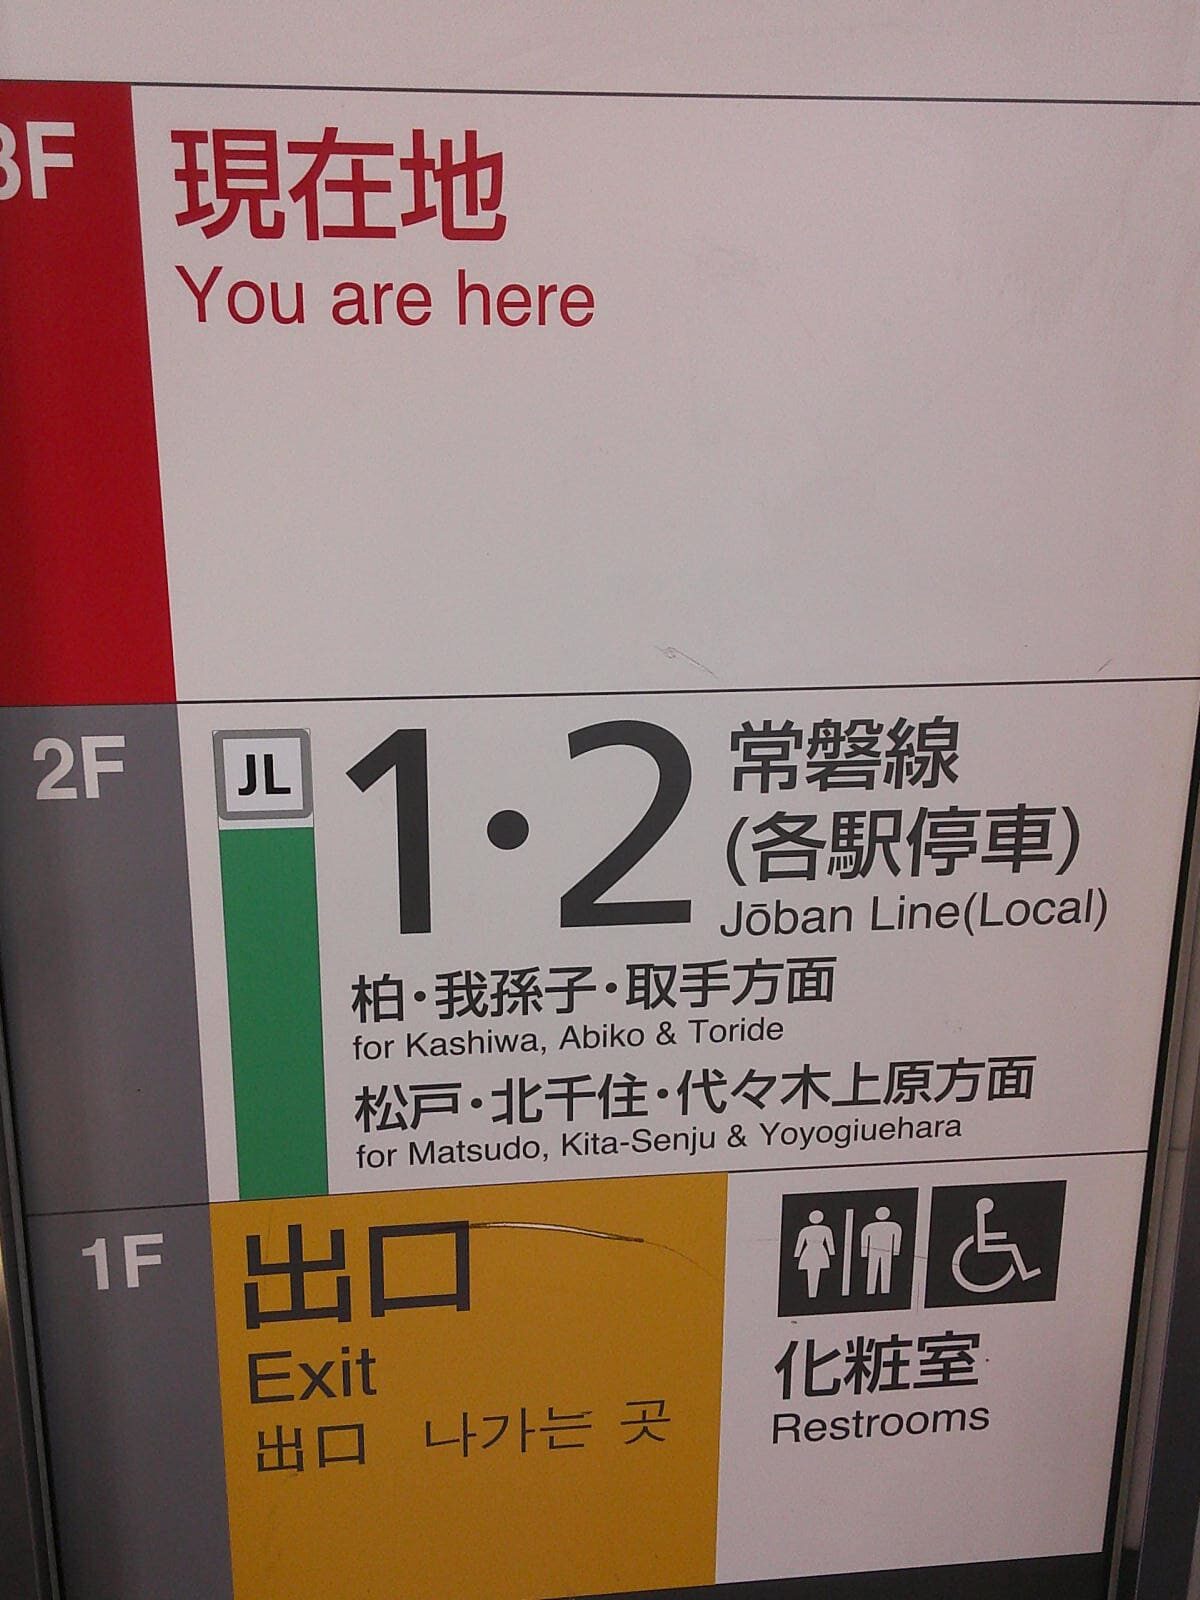 3F
現在地
You are here
2F
JL
1・2
常磐線
(各駅停車)
Jōban Line(Local)
柏・我孫子・取手方面
for Kashiwa, Abiko & Toride
松戸・北千住・代々木上原方面
for Matsudo, Kita-Senju & Yoyogiuehara
1F
出口
Exit
出口 나가는 곳
化粧室
Restrooms